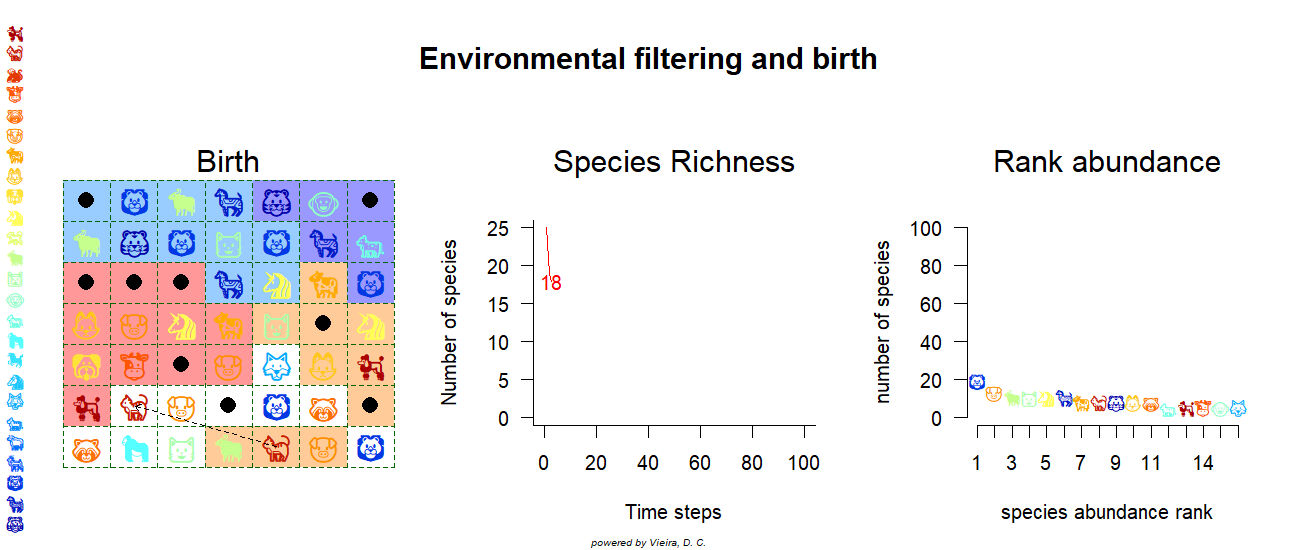 Environmental filtering and birth
Birth
Species Richness
Number of species
25
20
15
10
5
0
18
0 20 40 60 80 100
Time steps
Rank abundance
number of species
100
80
60
40
20
0
1 3 5 7 9 11 14
species abundance rank
powered by Vieira, D. C.